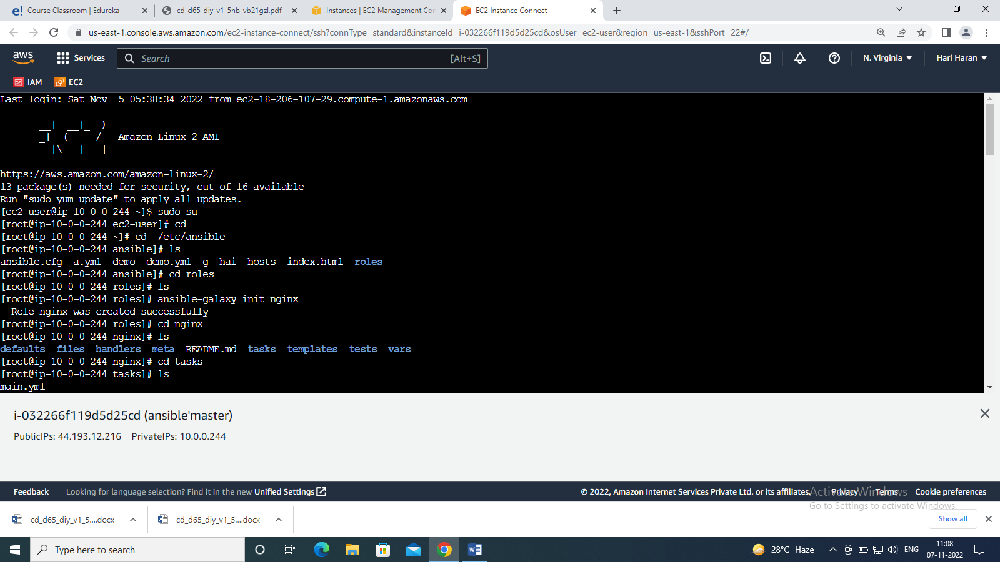 e! Course Classroom | Edureka
cd_d65_diy_v1_5nb_vb21gzl.pdf
Instances | EC2 Management Cor
EC2 Instance Connect
us-east-1.console.aws.amazon.com/ec2-instance-connect/ssh?connType=standard&instanceId=i-032266f119d5d25cd&osUser=ec2-user&region=us-east-1&sshPort=22#/
aws Services Search [Alt+S] N. Virginia Hari Haran
IAM EC2
Last login: Sat Nov  5 05:38:34 2022 from ec2-18-206-107-29.compute-1.amazonaws.com
       __|  __|_  )
       _|  (     /   Amazon Linux 2 AMI
      ___|\___|___|
https://aws.amazon.com/amazon-linux-2/
13 package(s) needed for security, out of 16 available
Run "sudo yum update" to apply all updates.
[ec2-user@ip-10-0-0-244 ~]$ sudo su
[root@ip-10-0-0-244 ec2-user]# cd
[root@ip-10-0-0-244 ~]# cd  /etc/ansible
[root@ip-10-0-0-244 ansible]# ls
ansible.cfg  a.yml  demo  demo.yml  g  hai  hosts  index.html  roles
[root@ip-10-0-0-244 ansible]# cd roles
[root@ip-10-0-0-244 roles]# ls
[root@ip-10-0-0-244 roles]# ansible-galaxy init nginx
- Role nginx was created successfully
[root@ip-10-0-0-244 roles]# cd nginx
[root@ip-10-0-0-244 nginx]# ls
defaults  files  handlers  meta  README.md  tasks  templates  tests  vars
[root@ip-10-0-0-244 nginx]# cd tasks
[root@ip-10-0-0-244 tasks]# ls
main.yml
i-032266f119d5d25cd (ansible'master)
PublicIPs: 44.193.12.216 PrivateIPs: 10.0.0.244
Feedback Looking for language selection? Find it in the new Unified Settings © 2022, Amazon Internet Services Private Ltd. or its affiliates. Privacy Terms Cookie preferences
Activate Windows
Go to Settings to activate Windows.
cd_d65_diy_v1_5....docx
cd_d65_diy_v1_5....docx
Show all
Type here to search
28°C Haze
ENG
11:08
07-11-2022